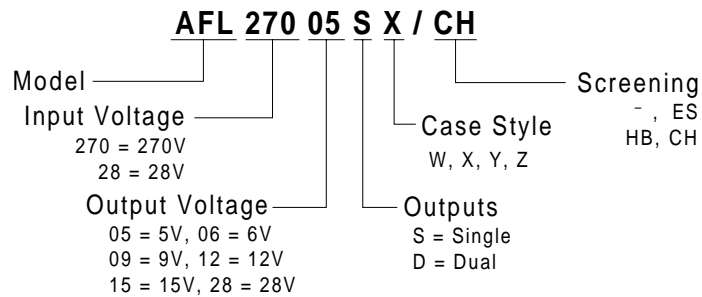 AFL 270 05 S X / CH
Model
Input Voltage
270 = 270V
28 = 28V
Output Voltage
05 = 5V, 06 = 6V
09 = 9V, 12 = 12V
15 = 15V, 28 = 28V
Outputs
S = Single
D = Dual
Case Style
W, X, Y, Z
Screening
–, ES
HB, CH